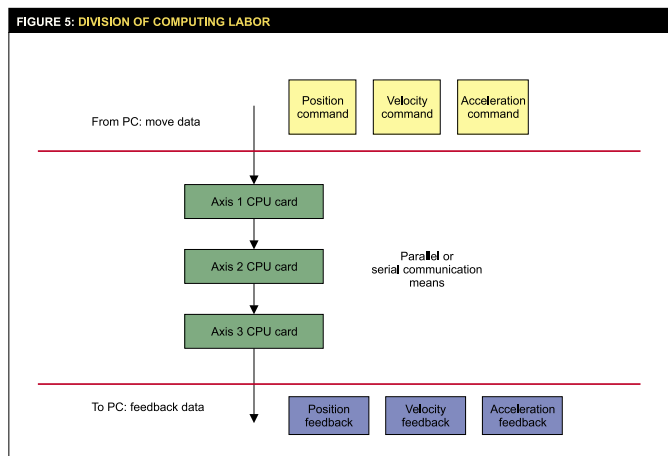 FIGURE 5: DIVISION OF COMPUTING LABOR
From PC: move data
Position
command
Velocity
command
Acceleration
command
Axis 1 CPU card
Axis 2 CPU card
Parallel or
serial communication
means
Axis 3 CPU card
To PC: feedback data
Position
feedback
Velocity
feedback
Acceleration
feedback